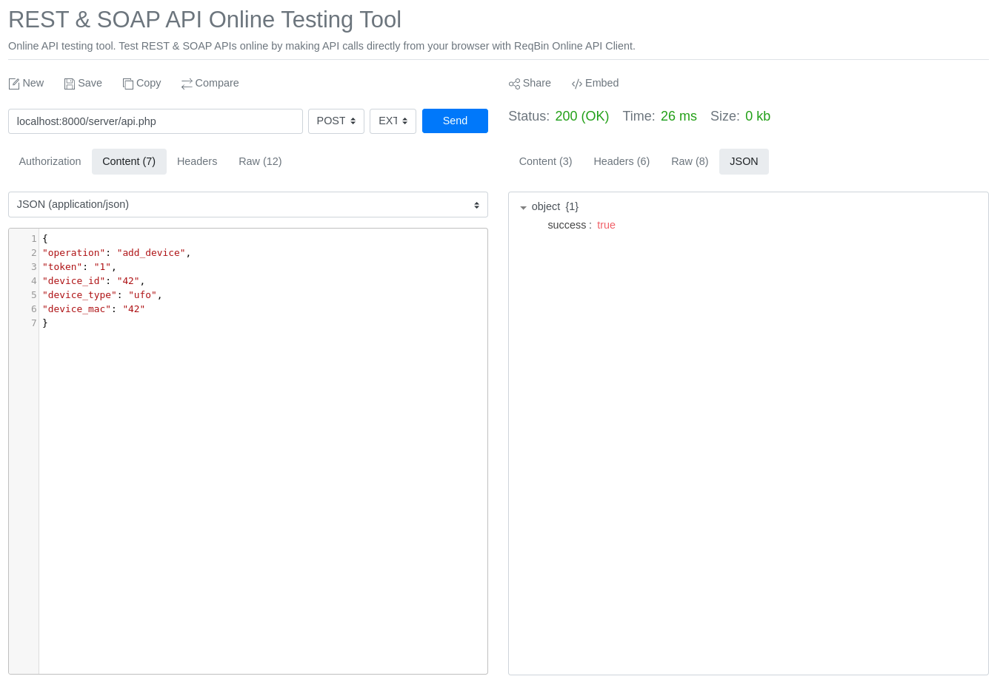 REST & SOAP API Online Testing Tool
Online API testing tool. Test REST & SOAP APIs online by making API calls directly from your browser with ReqBin Online API Client.
New Save Copy Compare
Share Embed
localhost:8000/server/api.php POST EXT Send
Status: 200 (OK) Time: 26 ms Size: 0 kb
Authorization Content (7) Headers Raw (12)
Content (3) Headers (6) Raw (8) JSON
JSON (application/json)
1 {
2 "operation": "add_device",
3 "token": "1",
4 "device_id": "42",
5 "device_type": "ufo",
6 "device_mac": "42"
7 }
object {1}
success : true